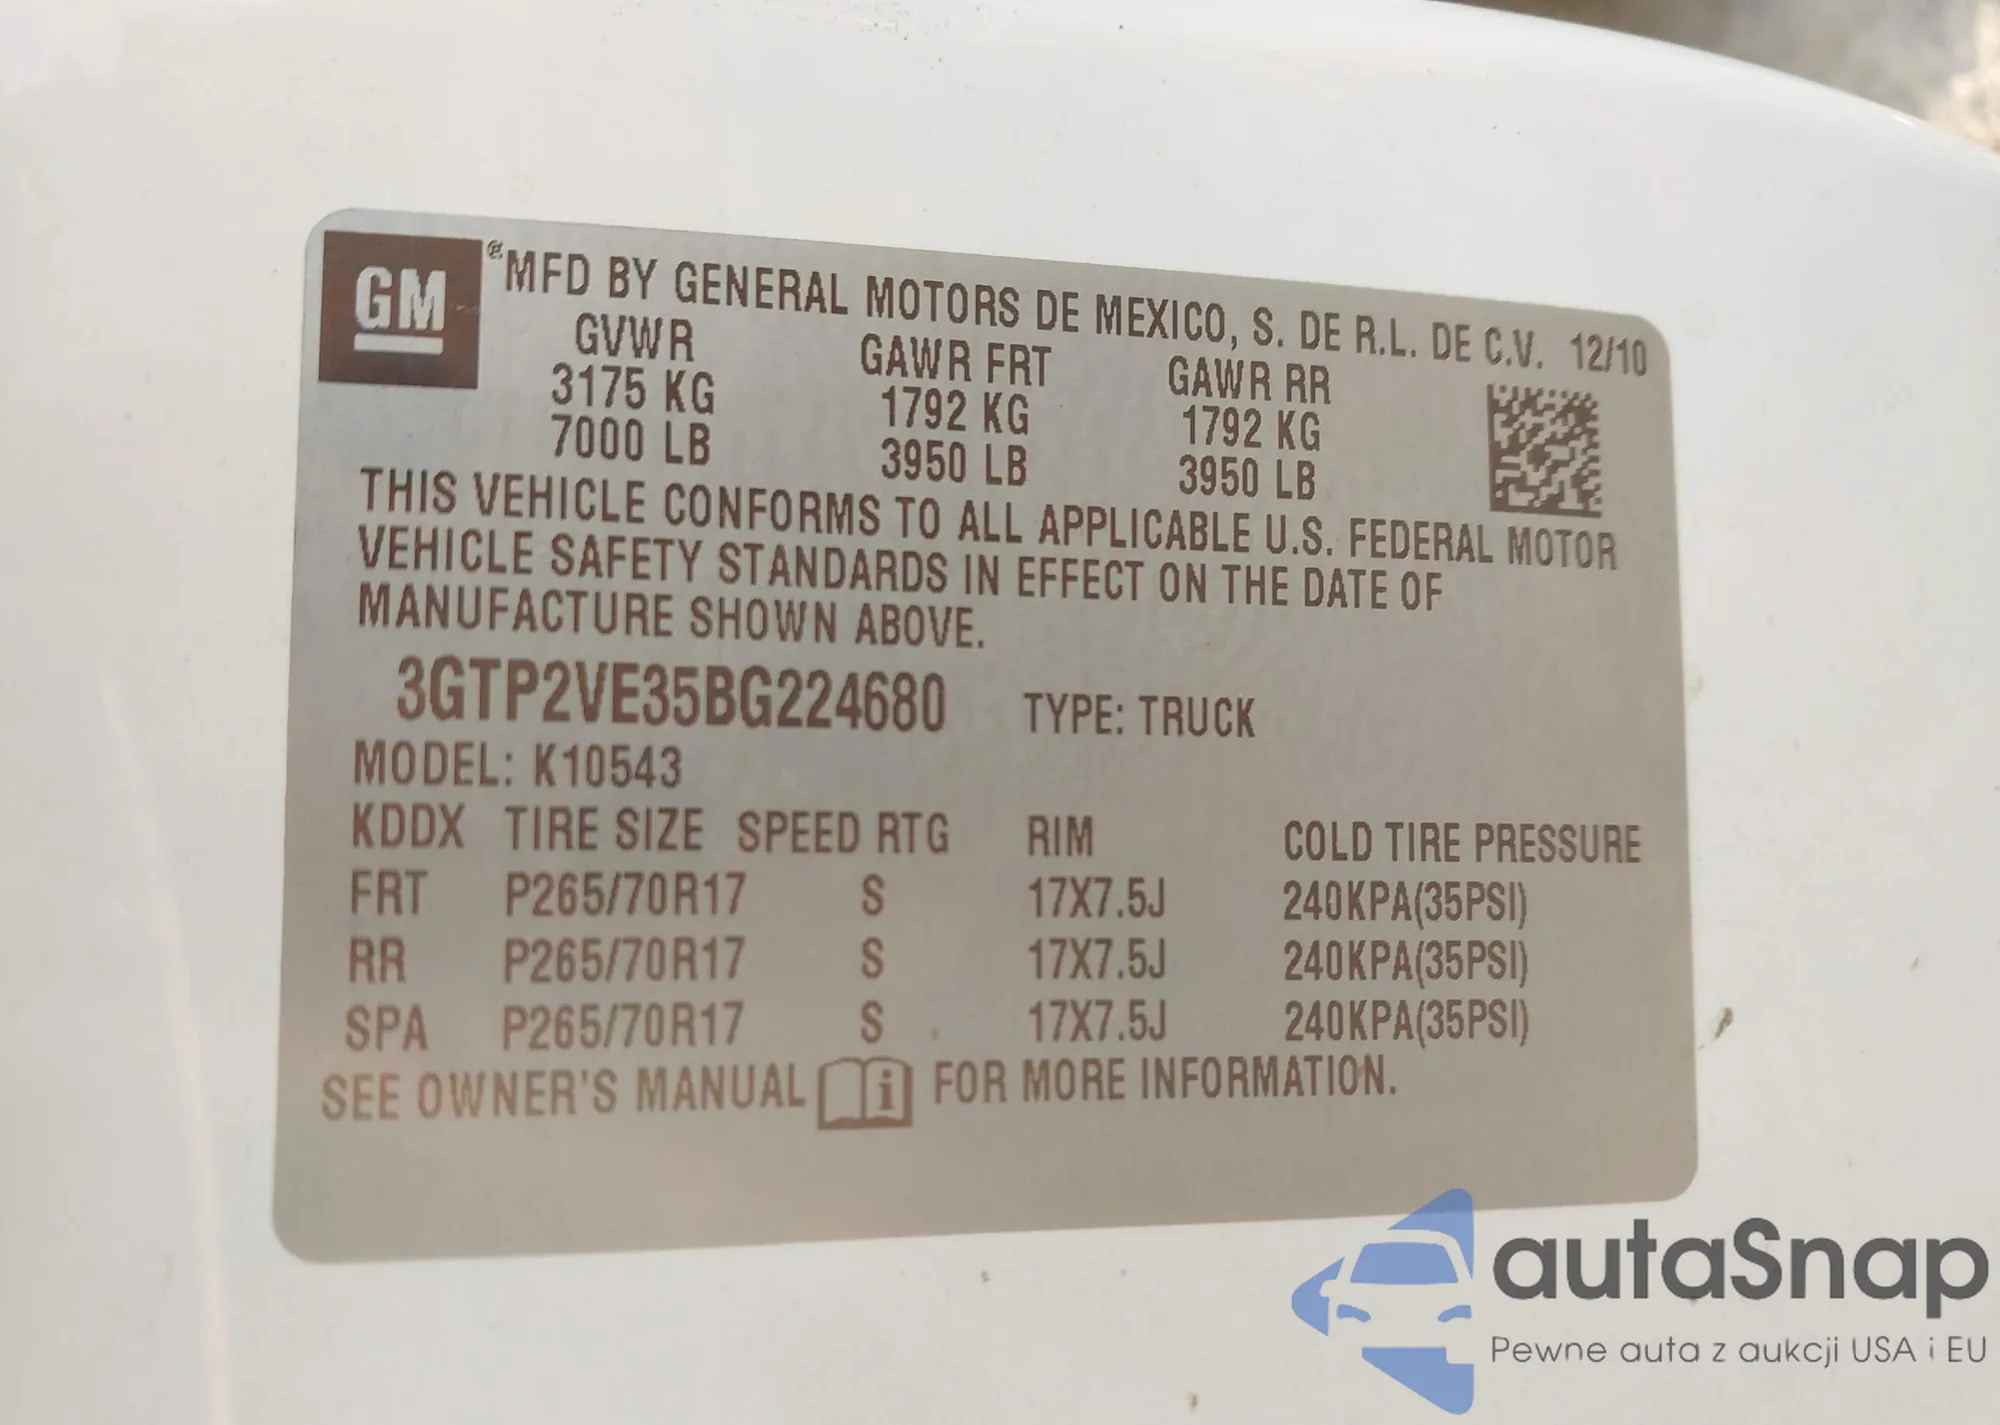 GM ® MFD BY GENERAL MOTORS DE MEXICO, S. DE R.L. DE C.V. 12/10
GVWR GAWR FRT GAWR RR
3175 KG 1792 KG 1792 KG
7000 LB 3950 LB 3950 LB
THIS VEHICLE CONFORMS TO ALL APPLICABLE U.S. FEDERAL MOTOR
VEHICLE SAFETY STANDARDS IN EFFECT ON THE DATE OF
MANUFACTURE SHOWN ABOVE.
3GTP2VE35BG224680 TYPE: TRUCK
MODEL: K10543
KDDX TIRE SIZE SPEED RTG RIM COLD TIRE PRESSURE
FRT P265/70R17 S 17X7.5J 240KPA(35PSI)
RR P265/70R17 S 17X7.5J 240KPA(35PSI)
SPA P265/70R17 S 17X7.5J 240KPA(35PSI)
SEE OWNER'S MANUAL i FOR MORE INFORMATION.
autaSnap
Pewne auta z aukcji USA i EU